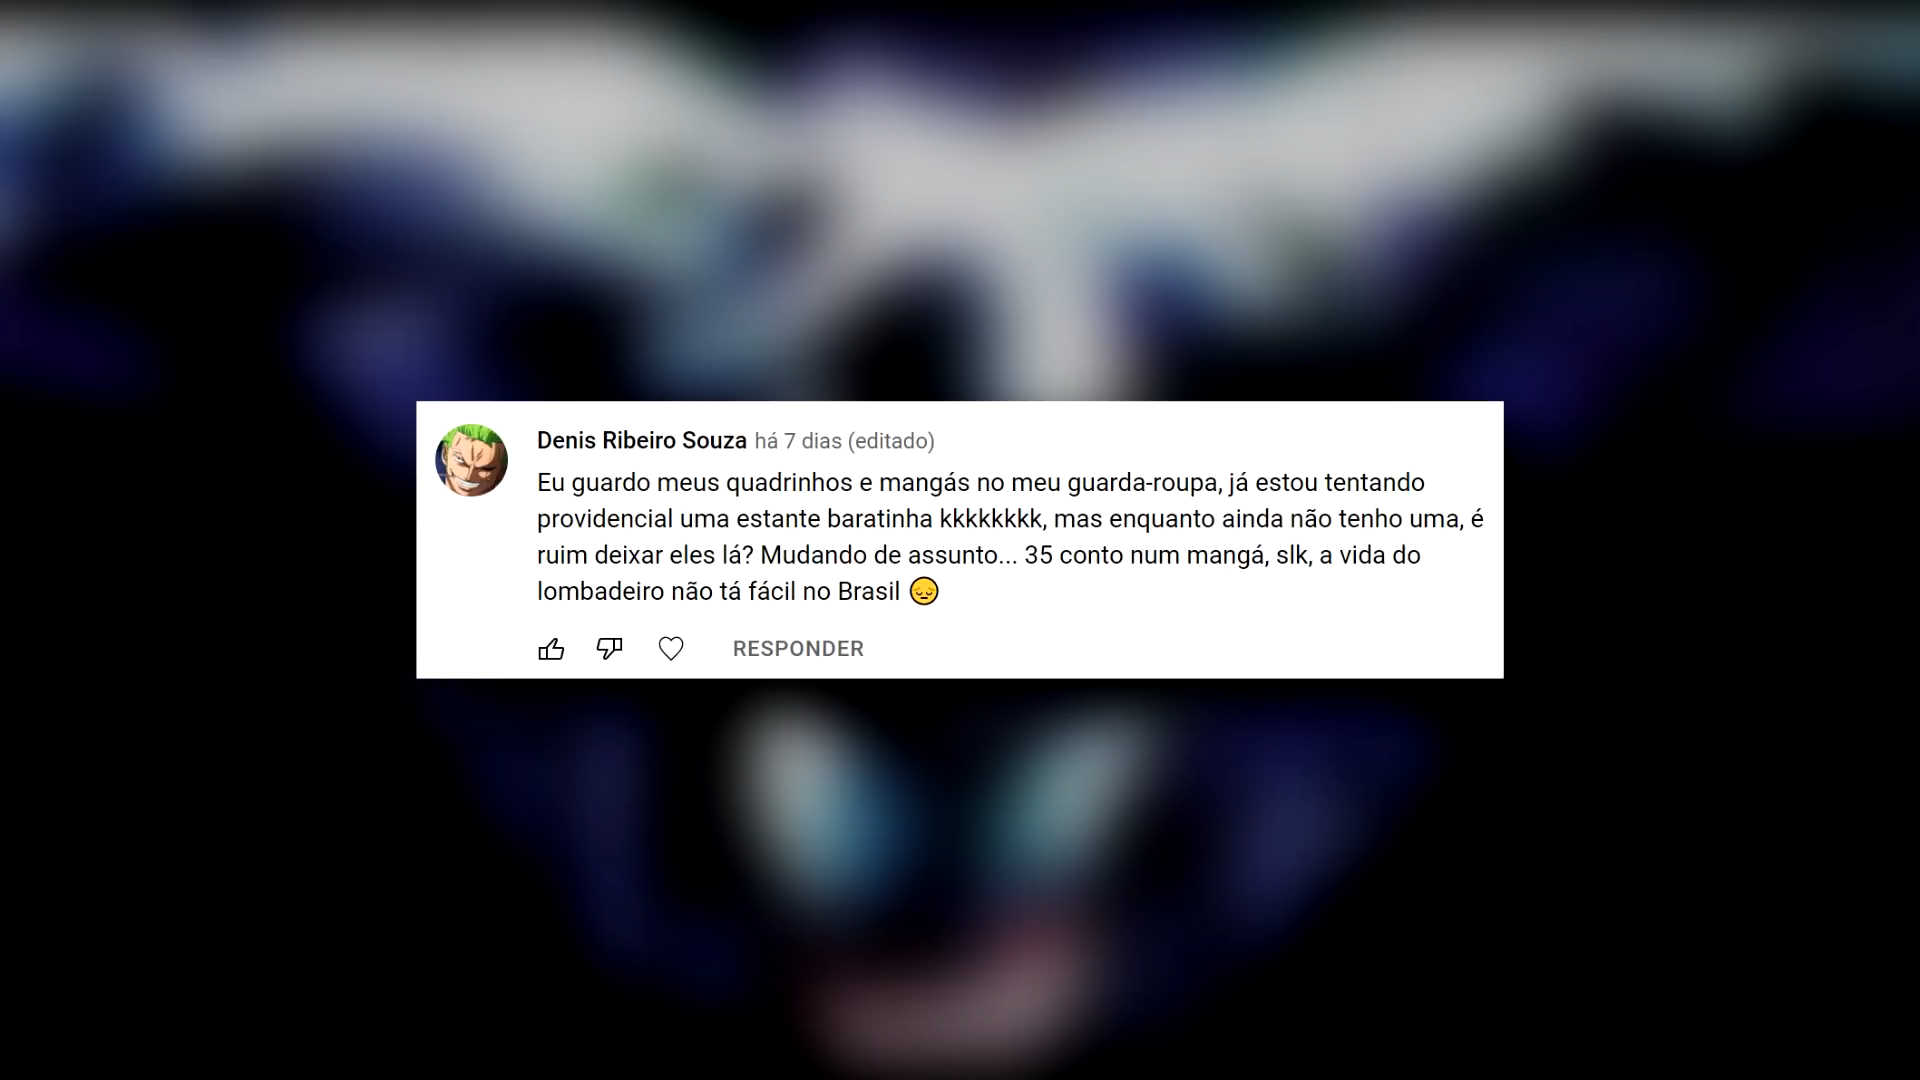 Denis Ribeiro Souza há 7 dias (editado)
Eu guardo meus quadrinhos e mangás no meu guarda-roupa, já estou tentando
providencial uma estante baratinha kkkkkkkk, mas enquanto ainda não tenho uma, é
ruim deixar eles lá? Mudando de assunto... 35 conto num mangá, slk, a vida do
lombadeiro não tá fácil no Brasil 😔
RESPONDER